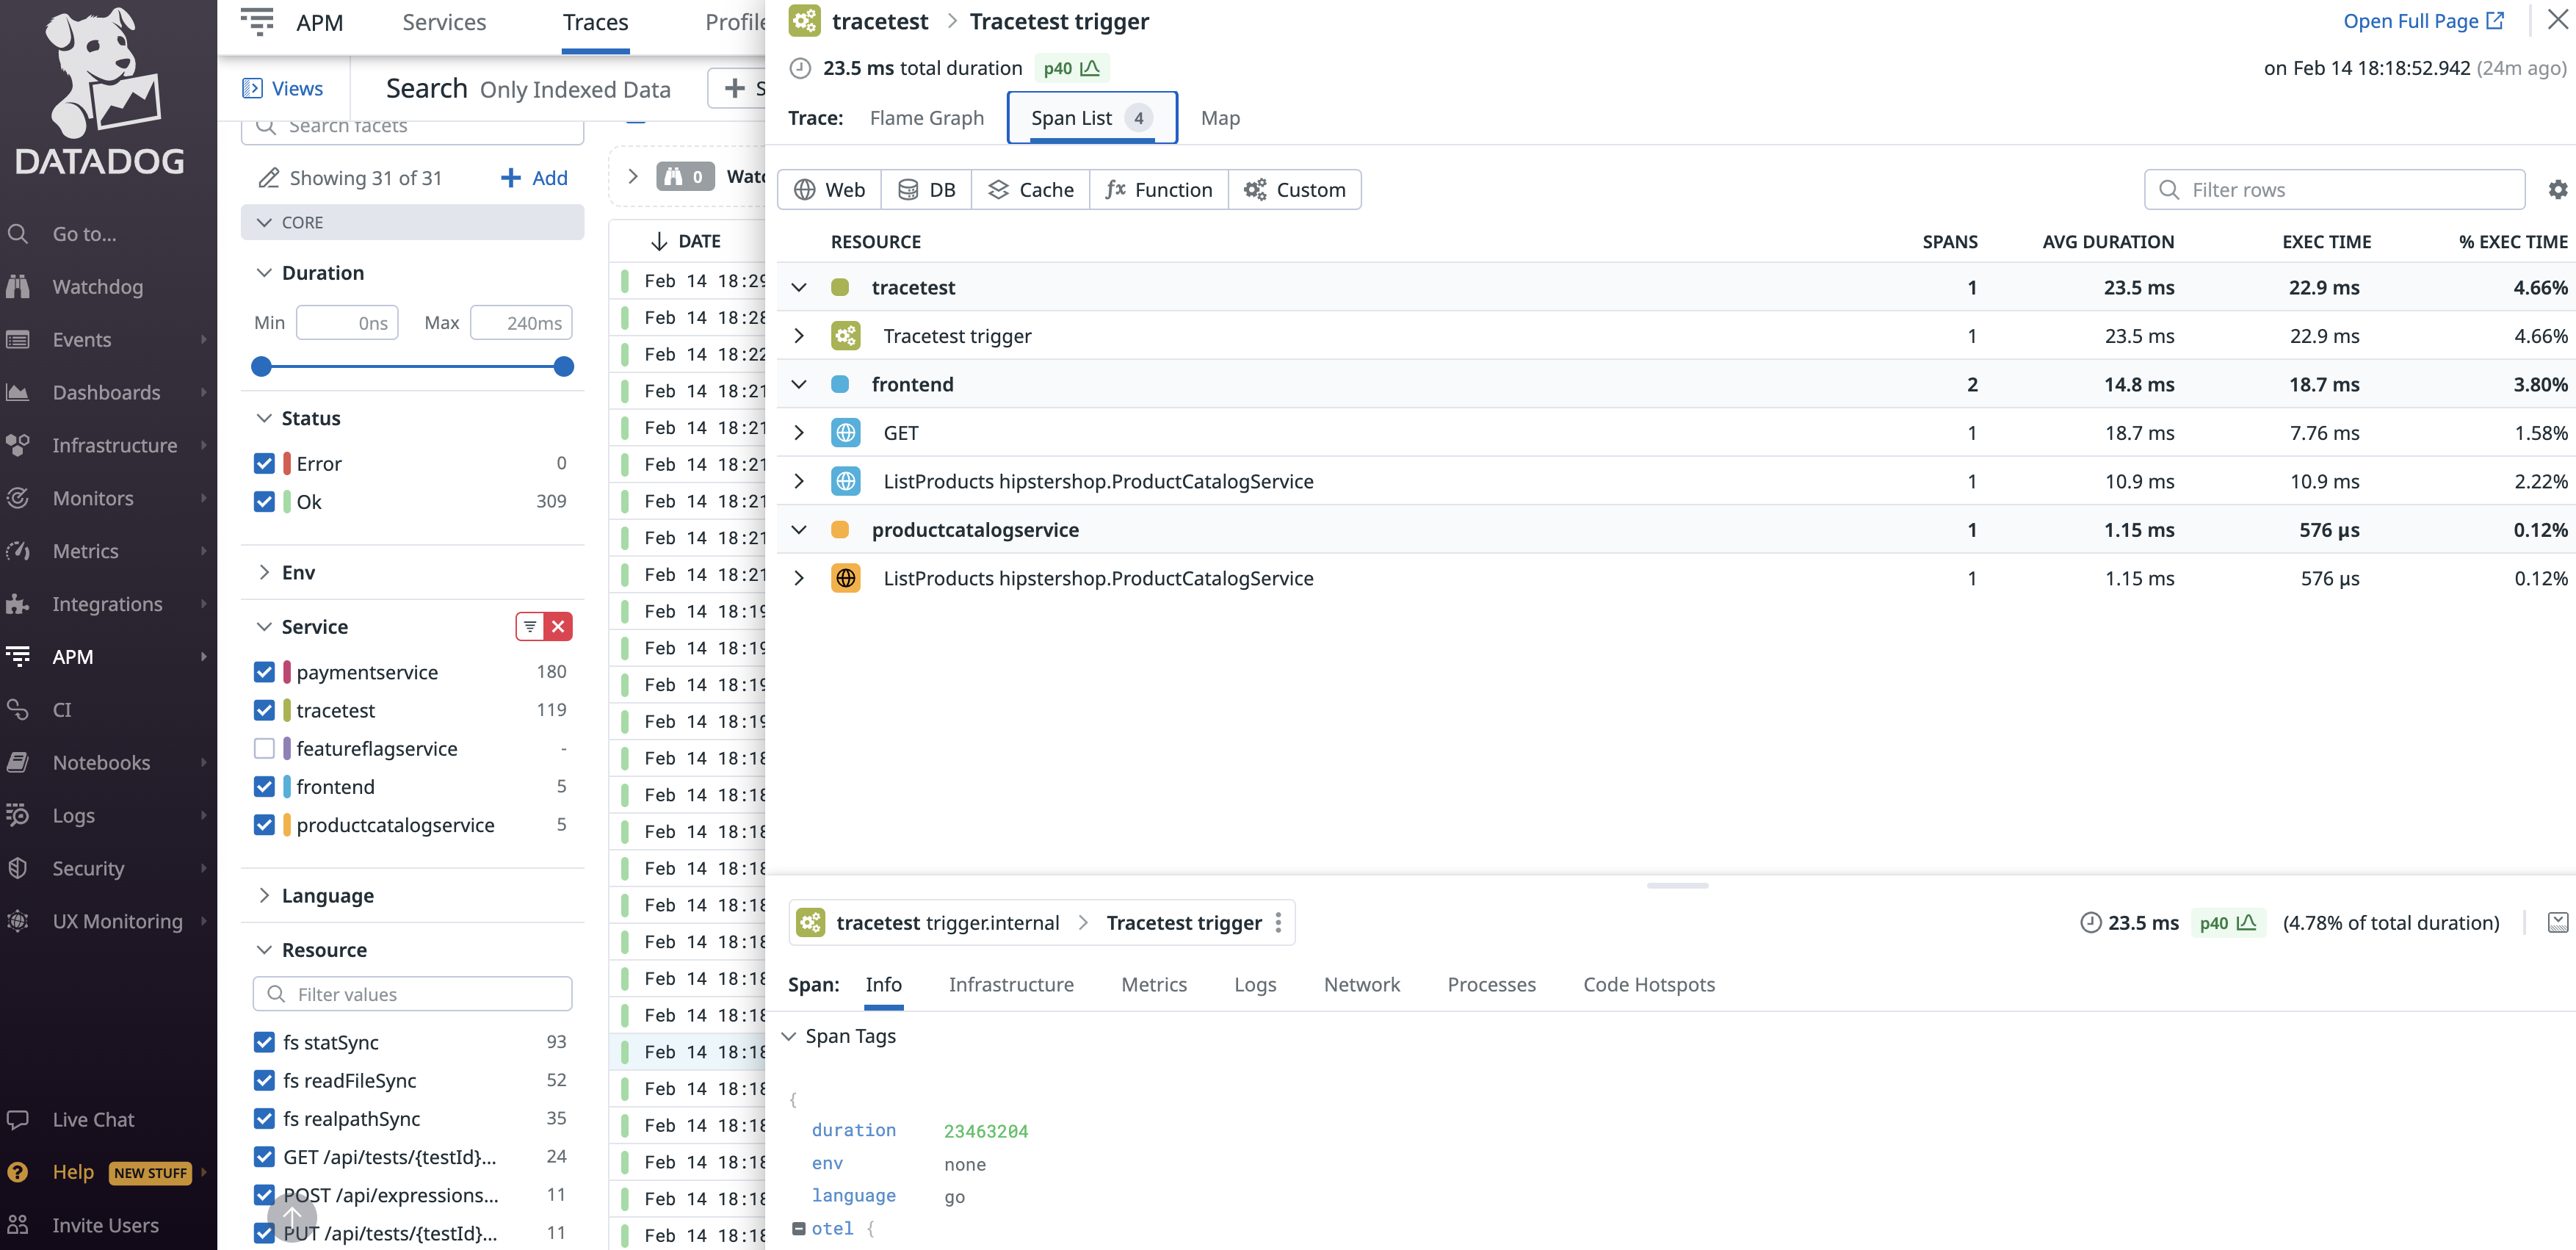 DATADOG
Go to...
Watchdog
Events
Dashboards
Infrastructure
Monitors
Metrics
Integrations
APM
CI
Notebooks
Logs
Security
UX Monitoring
Live Chat
Help NEW STUFF
Invite Users
APM Services Traces Profile
Views Search Only Indexed Data
Search facets
Showing 31 of 31 Add
CORE
Duration
Min 0ns Max 240ms
Status
Error 0
Ok 309
Env
Service
paymentservice 180
tracetest 119
featureflagservice -
frontend 5
productcatalogservice 5
Language
Resource
Filter values
fs statSync 93
fs readFileSync 52
fs realpathSync 35
GET /api/tests/{testId}... 24
POST /api/expressions... 11
PUT /api/tests/{testId}... 11
0 Watc
DATE
Feb 14 18:29
Feb 14 18:28
Feb 14 18:22
Feb 14 18:21
Feb 14 18:21
Feb 14 18:21
Feb 14 18:21
Feb 14 18:21
Feb 14 18:21
Feb 14 18:19
Feb 14 18:19
Feb 14 18:19
Feb 14 18:19
Feb 14 18:18
Feb 14 18:18
Feb 14 18:18
Feb 14 18:18
Feb 14 18:18
Feb 14 18:18
Feb 14 18:18
Feb 14 18:18
Feb 14 18:18
Feb 14 18:18
Feb 14 18:18
Feb 14 18:18
Feb 14 18:18
Feb 14 18:18
tracetest Tracetest trigger Open Full Page
23.5 ms total duration p40 on Feb 14 18:18:52.942 (24m ago)
Trace: Flame Graph Span List 4 Map
Web DB Cache Function Custom Filter rows
RESOURCE SPANS AVG DURATION EXEC TIME % EXEC TIME
tracetest 1 23.5 ms 22.9 ms 4.66%
Tracetest trigger 1 23.5 ms 22.9 ms 4.66%
frontend 2 14.8 ms 18.7 ms 3.80%
GET 1 18.7 ms 7.76 ms 1.58%
ListProducts hipstershop.ProductCatalogService 1 10.9 ms 10.9 ms 2.22%
productcatalogservice 1 1.15 ms 576 µs 0.12%
ListProducts hipstershop.ProductCatalogService 1 1.15 ms 576 µs 0.12%
tracetest trigger.internal Tracetest trigger 23.5 ms p40 (4.78% of total duration)
Span: Info Infrastructure Metrics Logs Network Processes Code Hotspots
Span Tags
{
duration 23463204
env none
language go
otel {